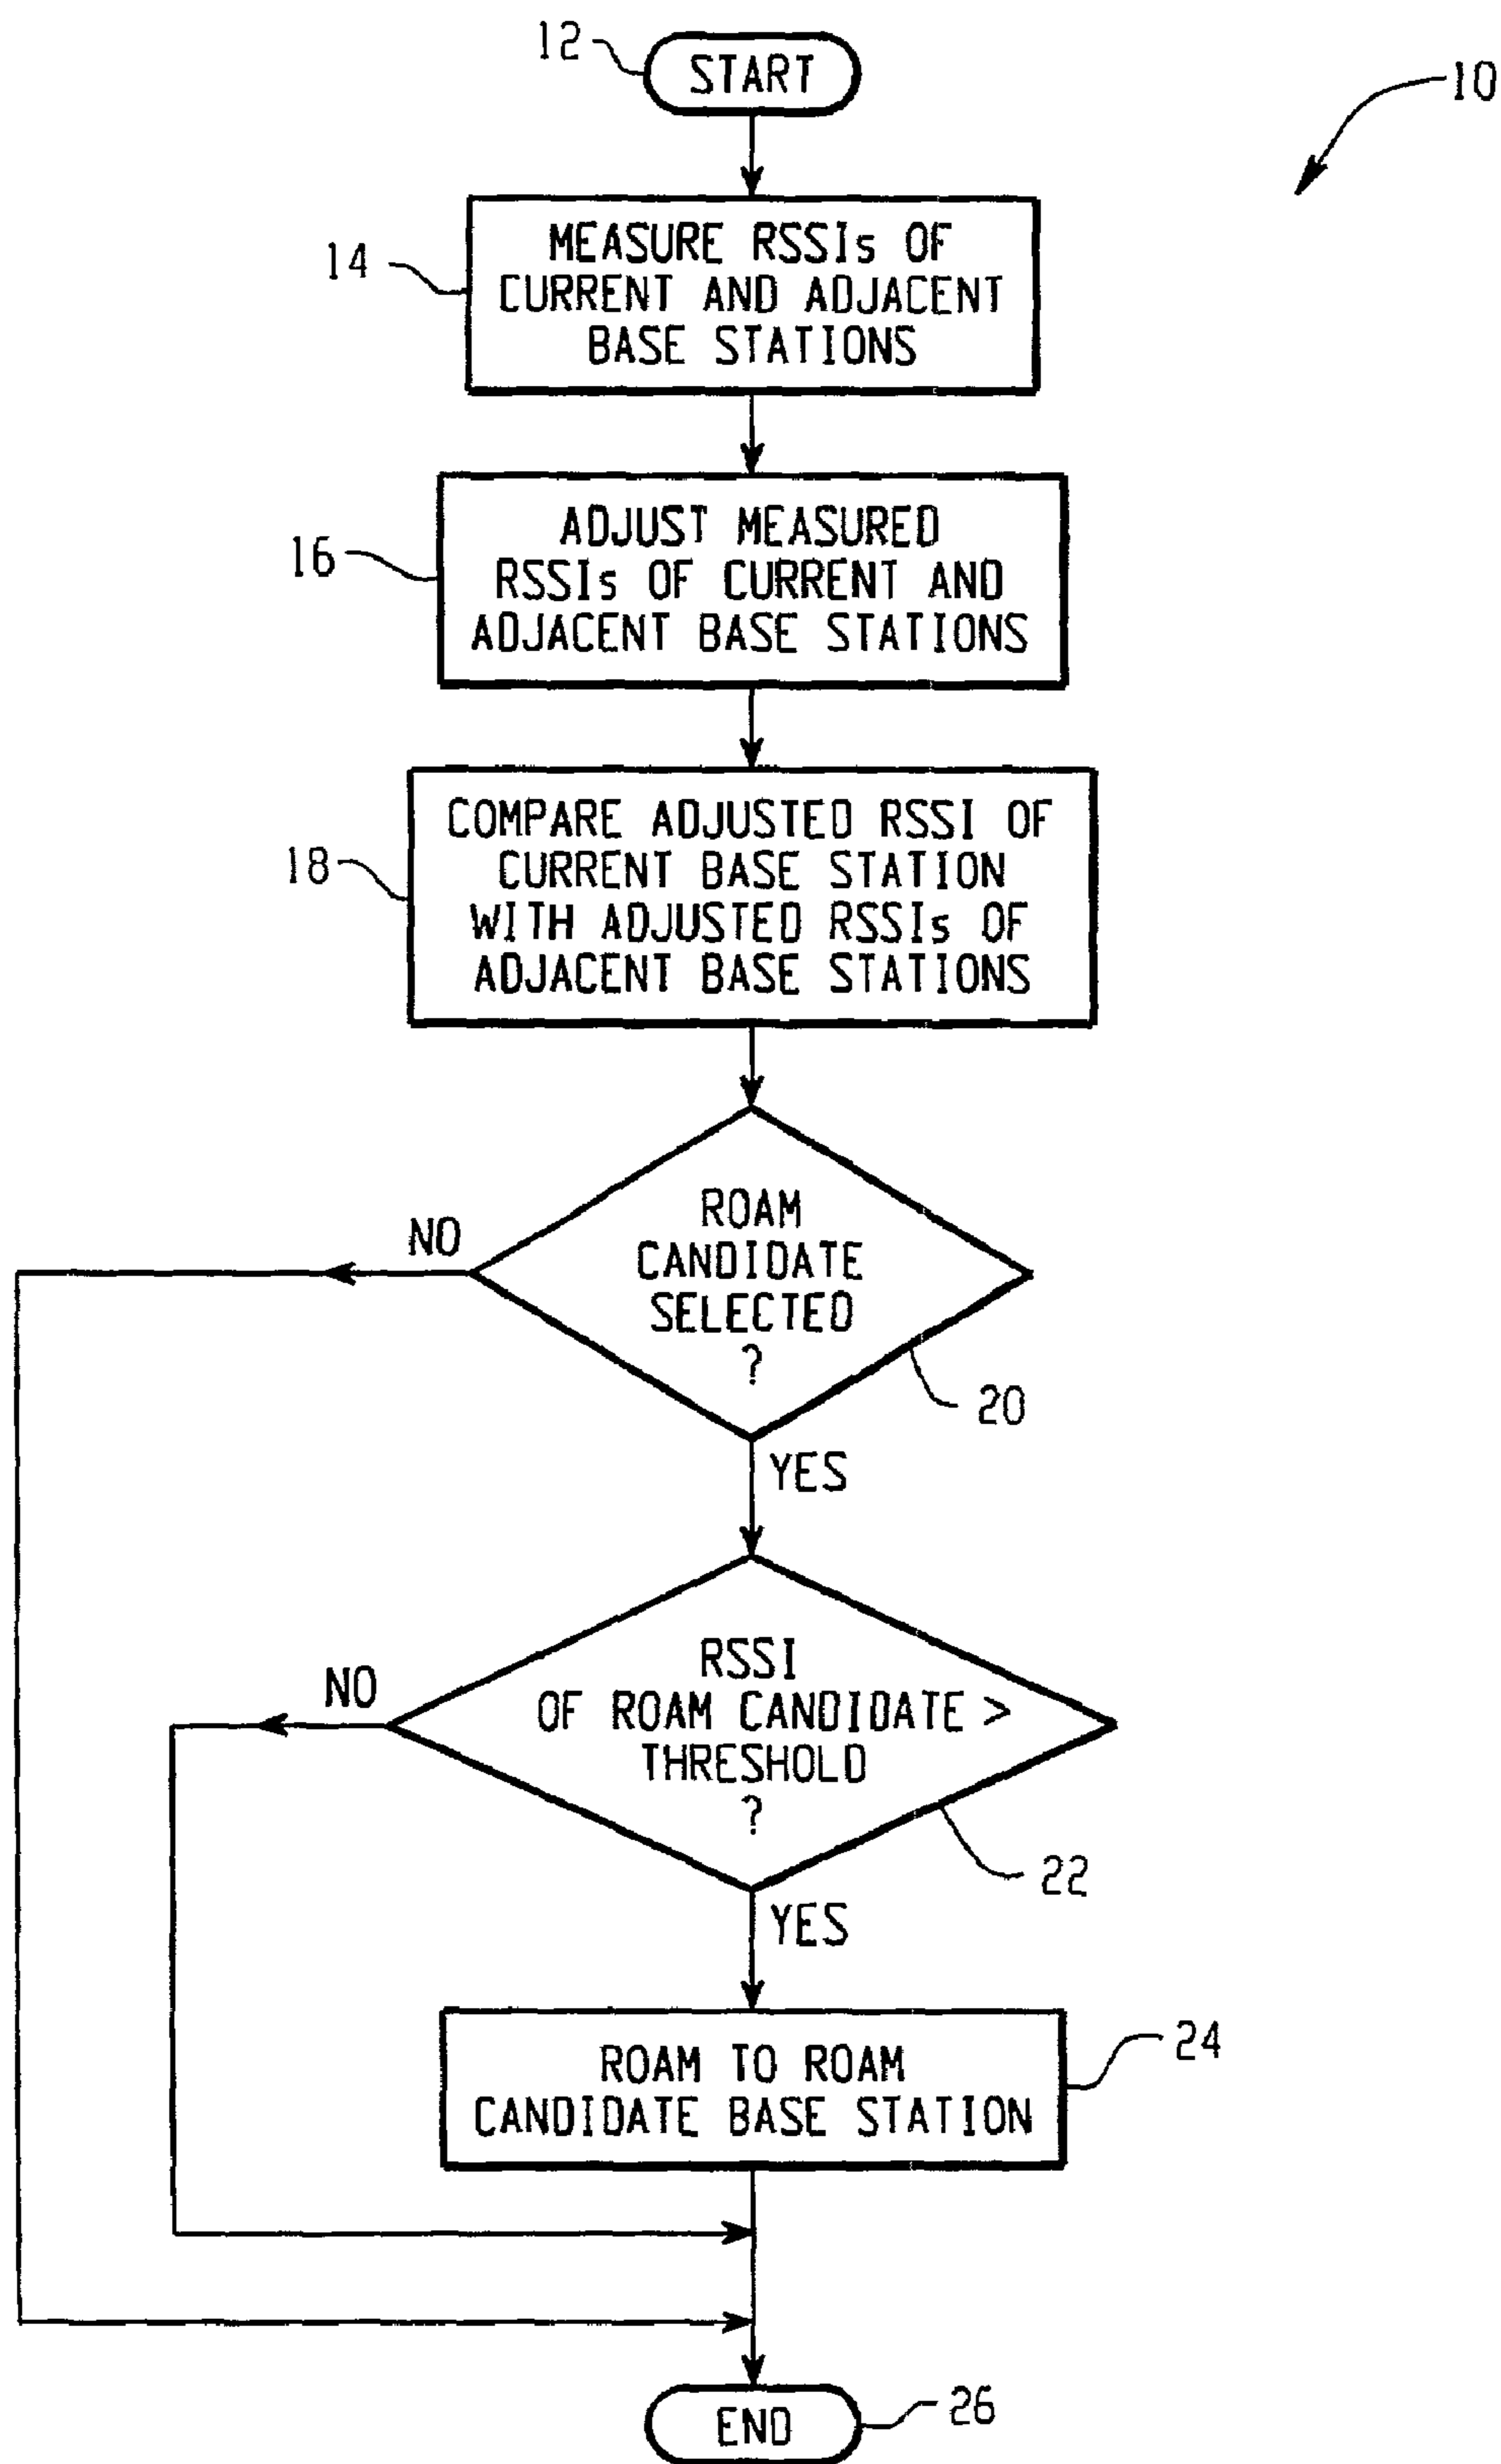 12
START
10
14
MEASURE RSSIs OF
CURRENT AND ADJACENT
BASE STATIONS
16
ADJUST MEASURED
RSSIs OF CURRENT AND
ADJACENT BASE STATIONS
18
COMPARE ADJUSTED RSSI OF
CURRENT BASE STATION
WITH ADJUSTED RSSIs OF
ADJACENT BASE STATIONS
NO
ROAM
CANDIDATE
SELECTED
?
20
YES
NO
RSSI
OF ROAM CANDIDATE >
THRESHOLD
?
22
YES
ROAM TO ROAM
CANDIDATE BASE STATION
24
END
26